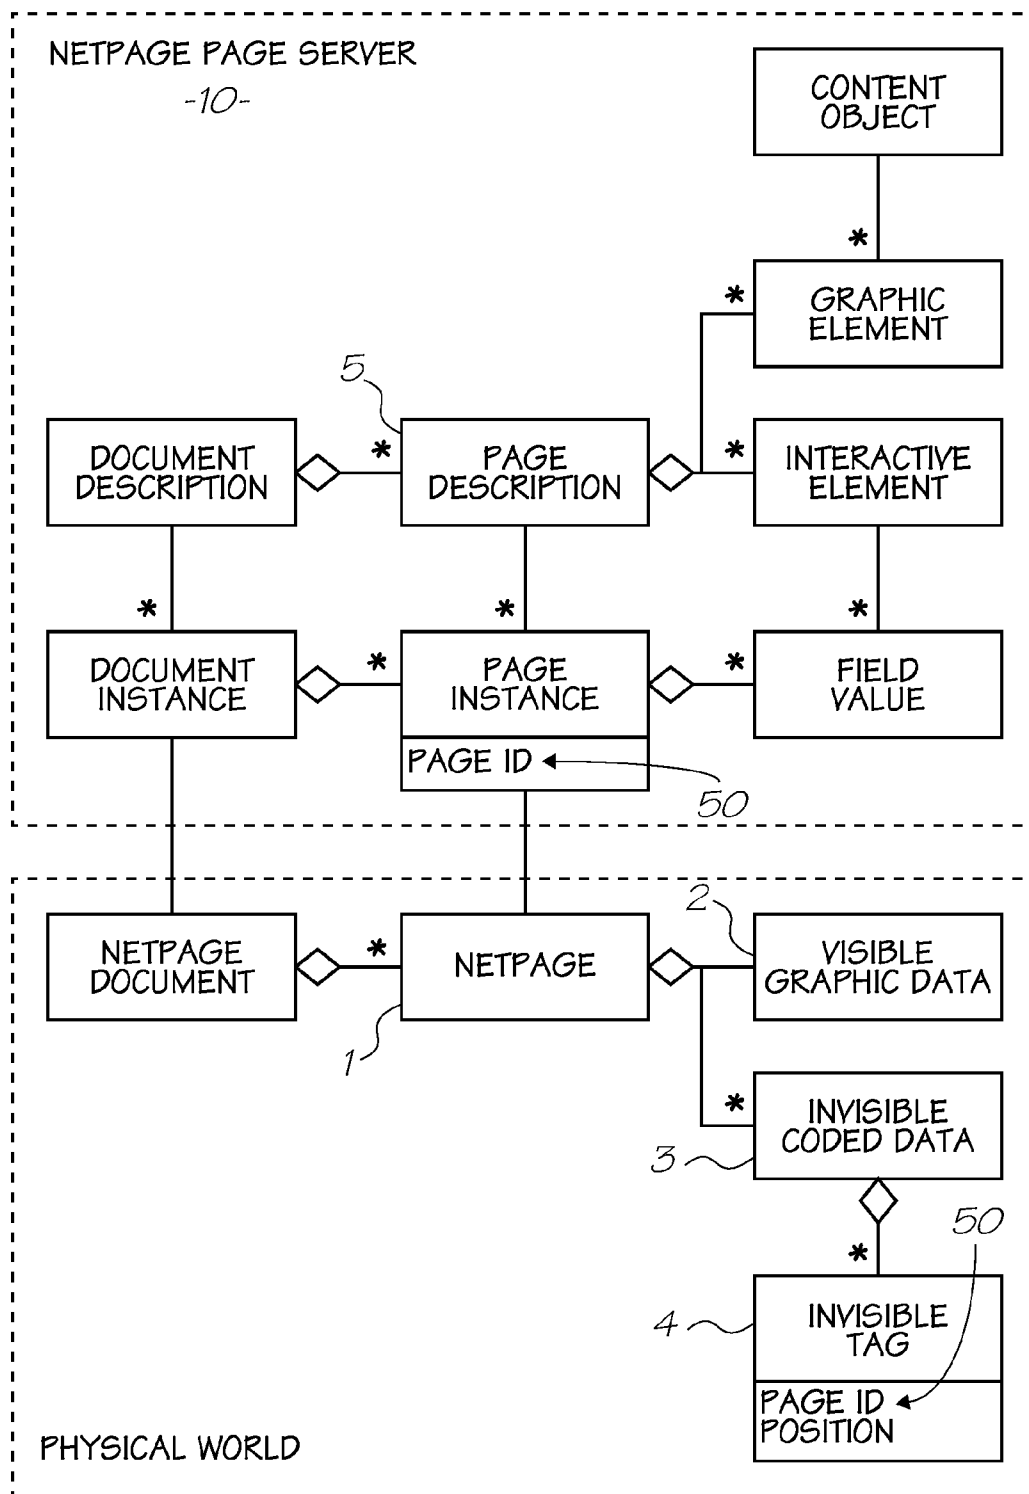 NETPAGE PAGE SERVER
-10-
CONTENT
OBJECT
*
*
GRAPHIC
ELEMENT
5
DOCUMENT
DESCRIPTION
*
PAGE
DESCRIPTION
*
INTERACTIVE
ELEMENT
*
*
*
DOCUMENT
INSTANCE
*
PAGE
INSTANCE
*
FIELD
VALUE
PAGE ID
50
2
NETPAGE
DOCUMENT
*
NETPAGE
VISIBLE
GRAPHIC DATA
1
*
INVISIBLE
CODED DATA
3
50
*
4
INVISIBLE
TAG
PAGE ID
POSITION
PHYSICAL WORLD